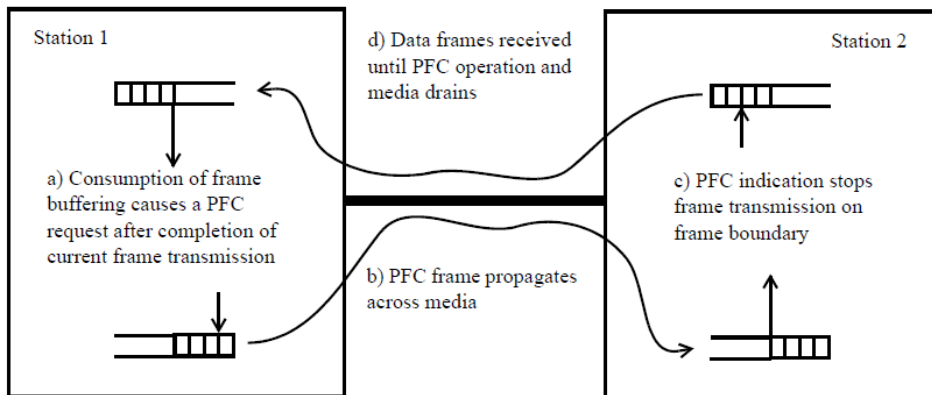 Station 1
d) Data frames received
until PFC operation and
media drains
Station 2
a) Consumption of frame
buffering causes a PFC
request after completion of
current frame transmission
b) PFC frame propagates
across media
c) PFC indication stops
frame transmission on
frame boundary